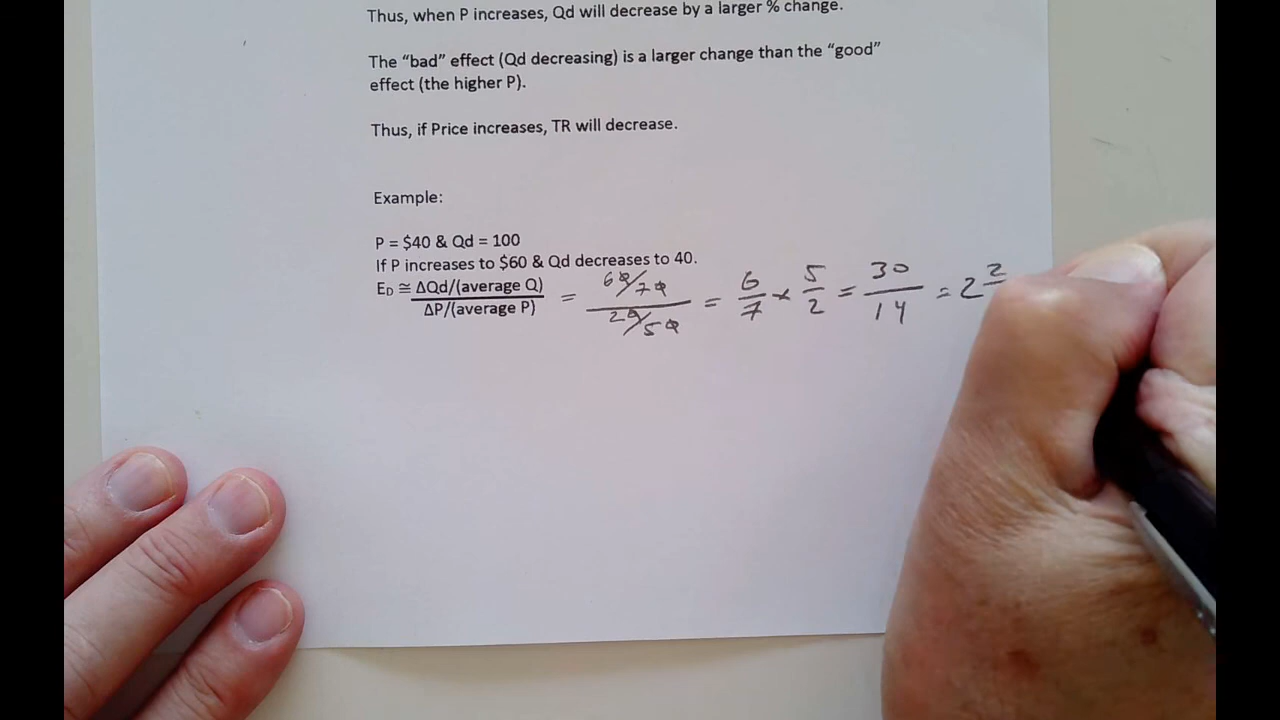 Thus, when P increases, Qd will decrease by a larger % change.
The “bad” effect (Qd decreasing) is a larger change than the “good”
effect (the higher P).
Thus, if Price increases, TR will decrease.
Example:
P = $40 & Qd = 100
If P increases to $60 & Qd decreases to 40.
E_D ≅ ΔQd/(average Q) = 60/70 = 6/7 × 5/2 = 30/14 = 2 2
ΔP/(average P) 20/50